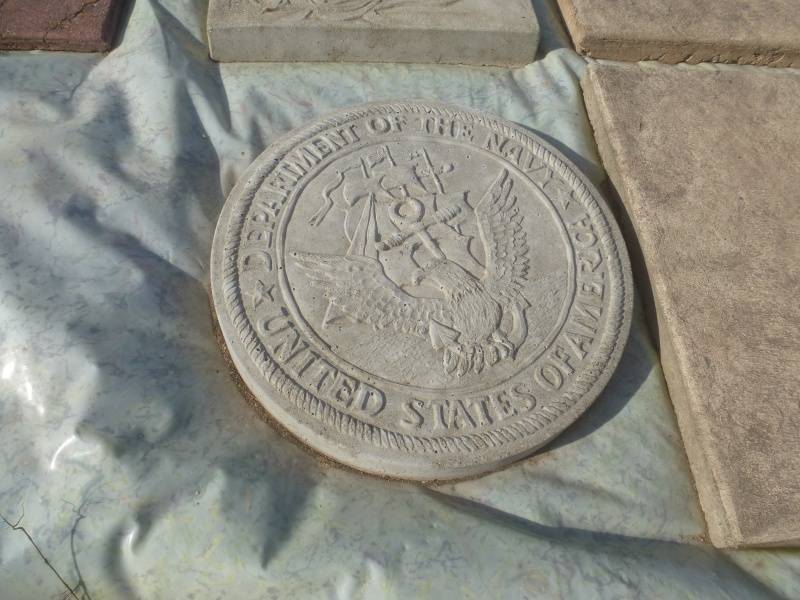 DEPARTMENT OF THE NAVY
UNITED STATES OF AMERICA